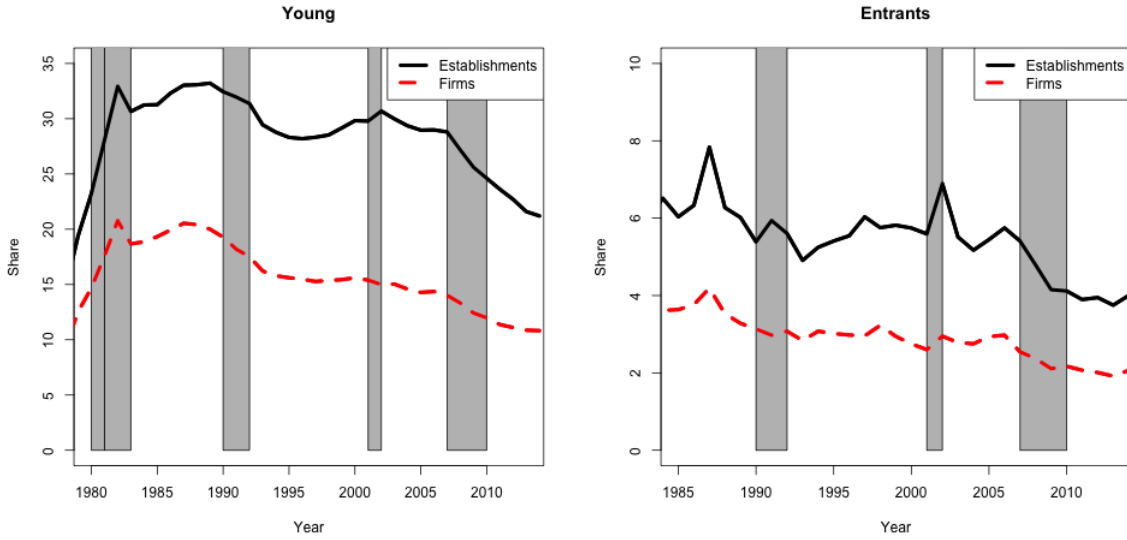 Young
Establishments
Firms
Share
0 5 10 15 20 25 30 35
1980 1985 1990 1995 2000 2005 2010
Year
Entrants
Establishments
Firms
Share
0 2 4 6 8 10
1985 1990 1995 2000 2005 2010
Year